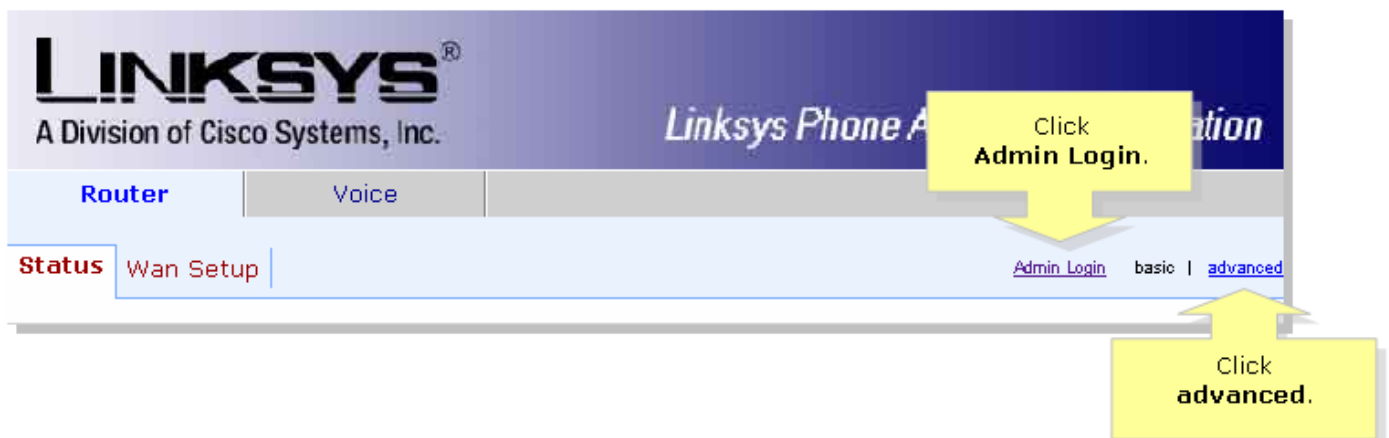 LINKSYS®
A Division of Cisco Systems, Inc.
Linksys Phone A
ation
Click
Admin Login.
Router Voice
Status Wan Setup Admin Login basic | advanced
Click
advanced.